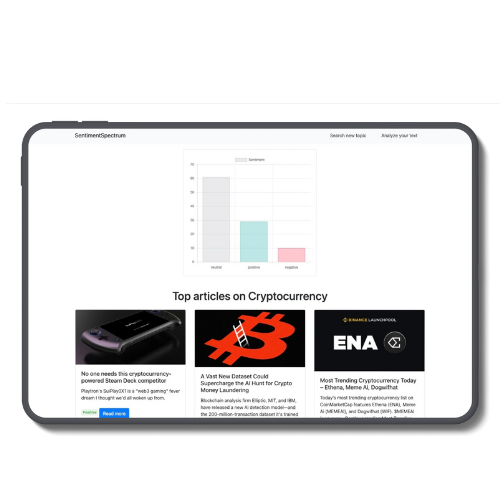 SentimentSpectrum
Search new topic
Analyze your text
Sentiment
70
60
50
40
30
20
10
0
neutral
positive
negative
Top articles on Cryptocurrency
No one needs this cryptocurrency-
powered Steam Deck competitor
Playtron's SuiPlay0X1 is a "web3 gaming" fever
dream I thought we'd all woken up from.
Read more
A Vast New Dataset Could
Supercharge the AI Hunt for Crypto
Money Laundering
Blockchain analysis firm Elliptic, MIT, and IBM,
have released a new AI detection model—and
the 200-million-transaction dataset it's trained
BINANCE LAUNCHPOOL
ENA
Most Trending Cryptocurrency Today
– Ethena, Meme Ai, Dogwifhat
Today's most trending cryptocurrency list on
CoinMarketCap features Ethena (ENA), Meme
Ai (MEMEAI), and Dogwifhat (WIF). $MEMEAI